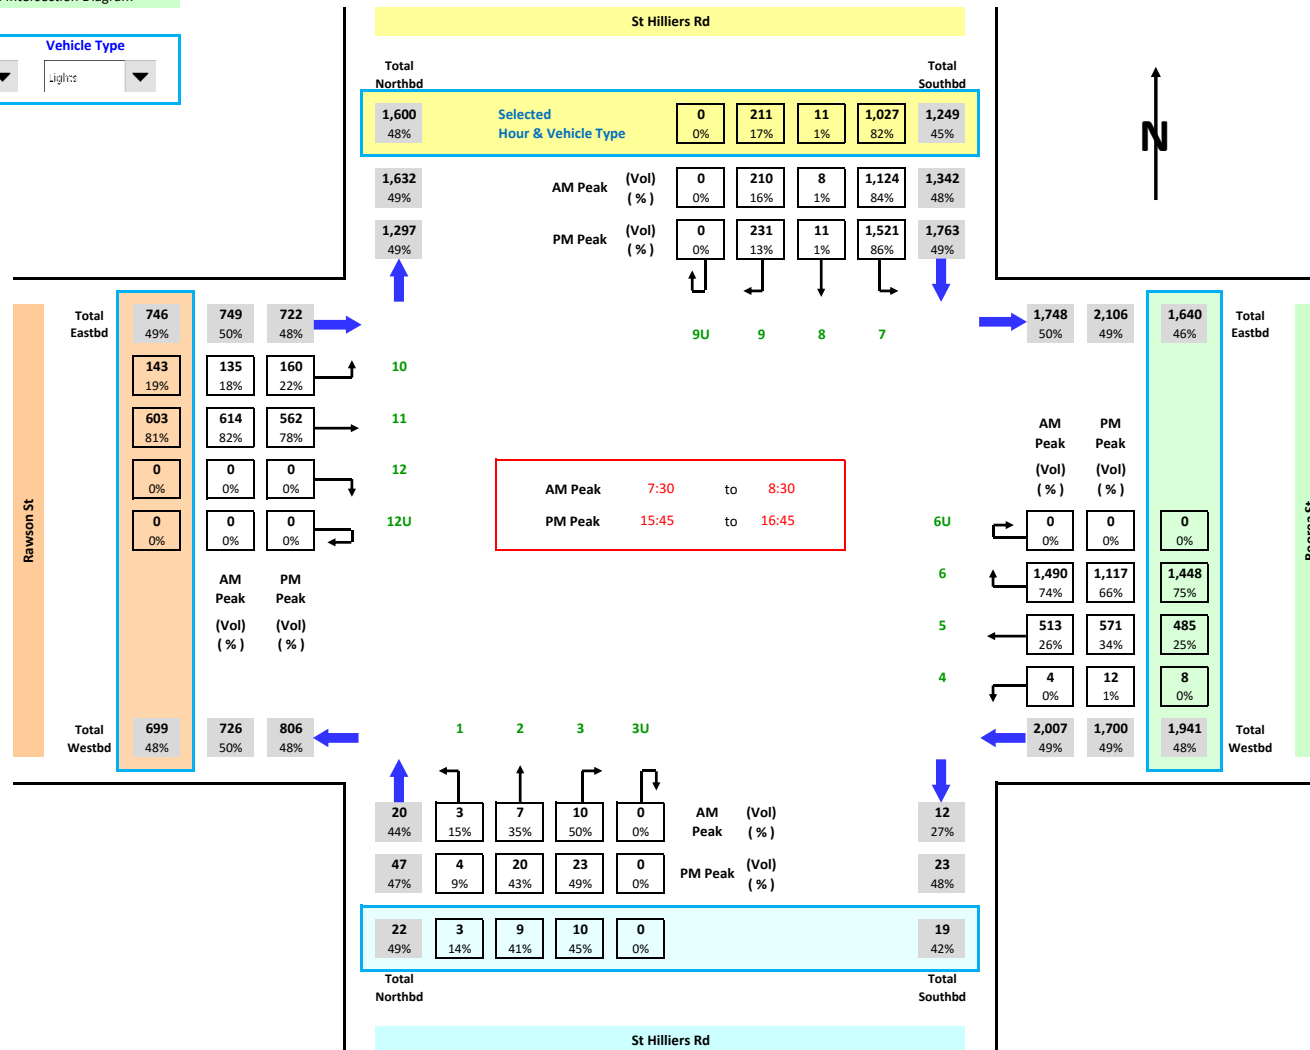 Intersection Diagram
Vehicle Type
Lights
St Hilliers Rd
Total Northbd
Total Southbd
1,600 48%
Selected Hour & Vehicle Type
0 0%
211 17%
11 1%
1,027 82%
1,249 45%
N
1,632 49%
AM Peak (Vol) ( % )
0 0%
210 16%
8 1%
1,124 84%
1,342 48%
1,297 49%
PM Peak (Vol) ( % )
0 0%
231 13%
11 1%
1,521 86%
1,763 49%
9U 9 8 7
Rawson St
Total Eastbd
746 49%
749 50%
722 48%
143 19%
135 18%
160 22%
10
603 81%
614 82%
562 78%
11
0 0%
0 0%
0 0%
12
0 0%
0 0%
0 0%
12U
AM Peak (Vol) ( % )
PM Peak (Vol) ( % )
Total Westbd
699 48%
726 50%
806 48%
AM Peak 7:30 to 8:30
PM Peak 15:45 to 16:45
1,748 50%
2,106 49%
1,640 46%
Total Eastbd
AM Peak (Vol) ( % )
PM Peak (Vol) ( % )
6U
0 0%
0 0%
0 0%
6
1,490 74%
1,117 66%
1,448 75%
5
513 26%
571 34%
485 25%
4
4 0%
12 1%
8 0%
2,007 49%
1,700 49%
1,941 48%
Total Westbd
1 2 3 3U
20 44%
3 15%
7 35%
10 50%
0 0%
AM Peak (Vol) ( % )
12 27%
47 47%
4 9%
20 43%
23 49%
0 0%
PM Peak (Vol) ( % )
23 48%
22 49%
3 14%
9 41%
10 45%
0 0%
19 42%
Total Northbd
Total Southbd
St Hilliers Rd